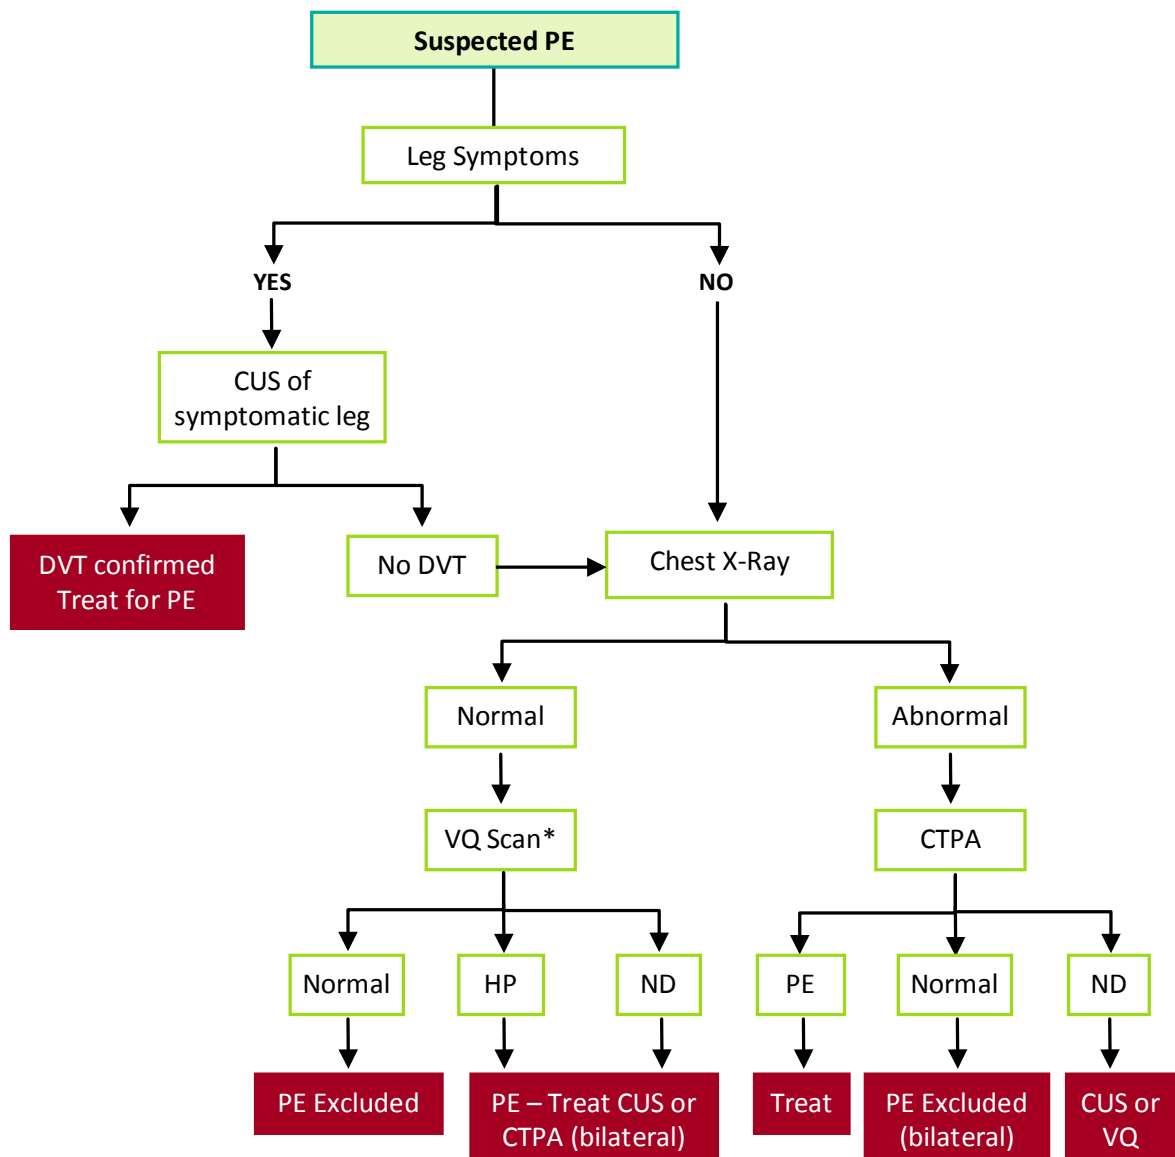 Suspected PE
Leg Symptoms
YES
NO
CUS of
symptomatic leg
DVT confirmed
Treat for PE
No DVT
Chest X-Ray
Normal
Abnormal
VQ Scan*
CTPA
Normal
HP
ND
PE
Normal
ND
PE Excluded
PE – Treat CUS or
CTPA (bilateral)
Treat
PE Excluded
(bilateral)
CUS or
VQ